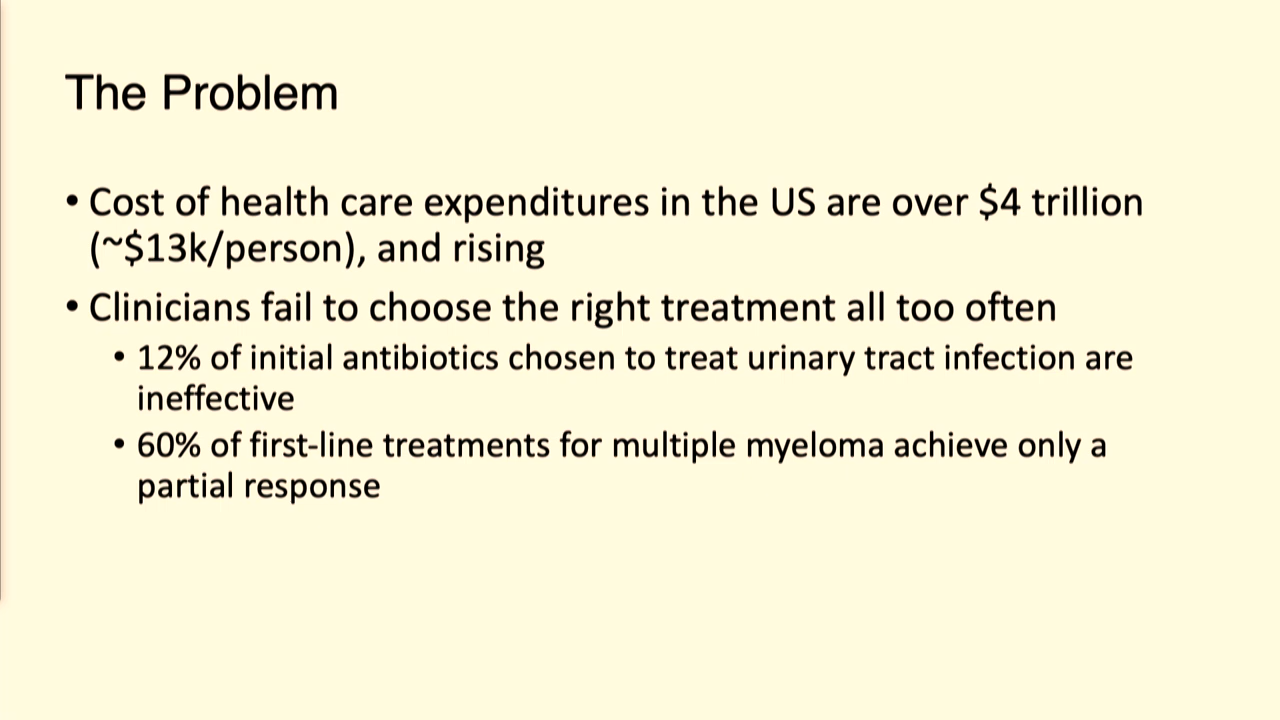 The Problem
• Cost of health care expenditures in the US are over $4 trillion
(~$13k/person), and rising
• Clinicians fail to choose the right treatment all too often
• 12% of initial antibiotics chosen to treat urinary tract infection are
ineffective
• 60% of first-line treatments for multiple myeloma achieve only a
partial response